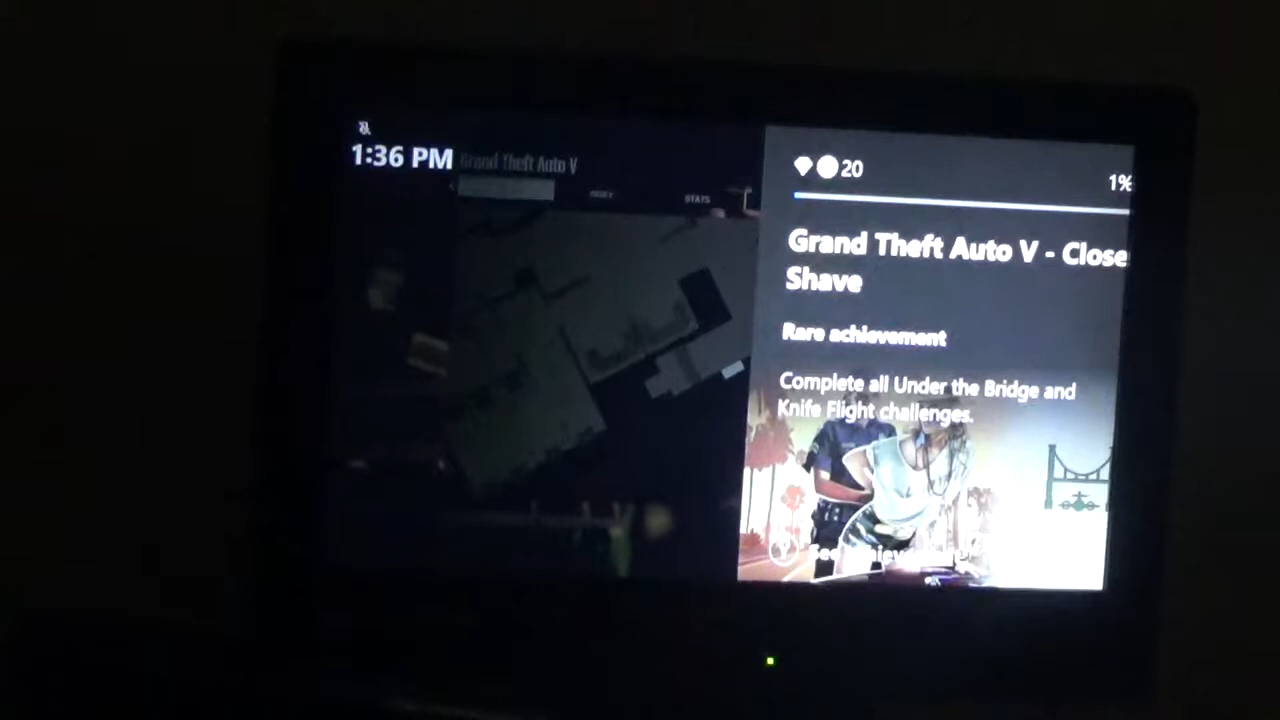 1:36 PM
Grand Theft Auto V
STATS
20
1%
Grand Theft Auto V - Close
Shave
Rare achievement
Complete all Under the Bridge and
Knife Flight challenges.
See